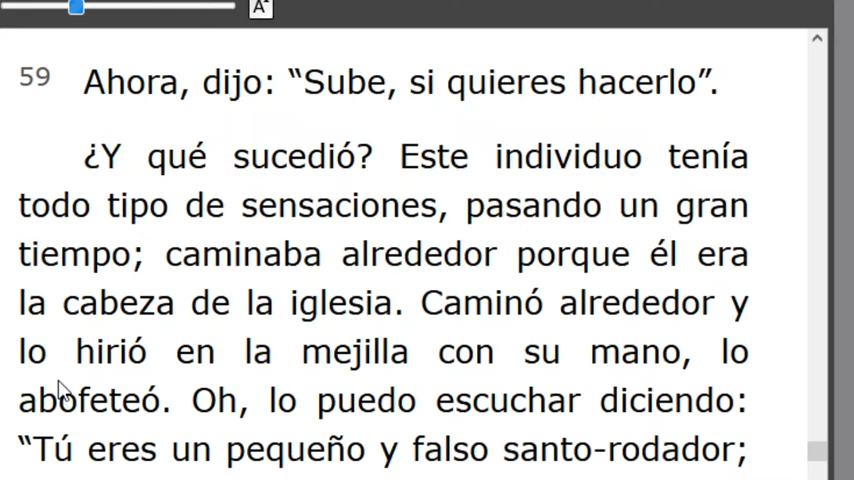 A
59 Ahora, dijo: “Sube, si quieres hacerlo”.
¿Y qué sucedió? Este individuo tenía
todo tipo de sensaciones, pasando un gran
tiempo; caminaba alrededor porque él era
la cabeza de la iglesia. Caminó alrededor y
lo hirió en la mejilla con su mano, lo
abofeteó. Oh, lo puedo escuchar diciendo:
“Tú eres un pequeño y falso santo-rodador;